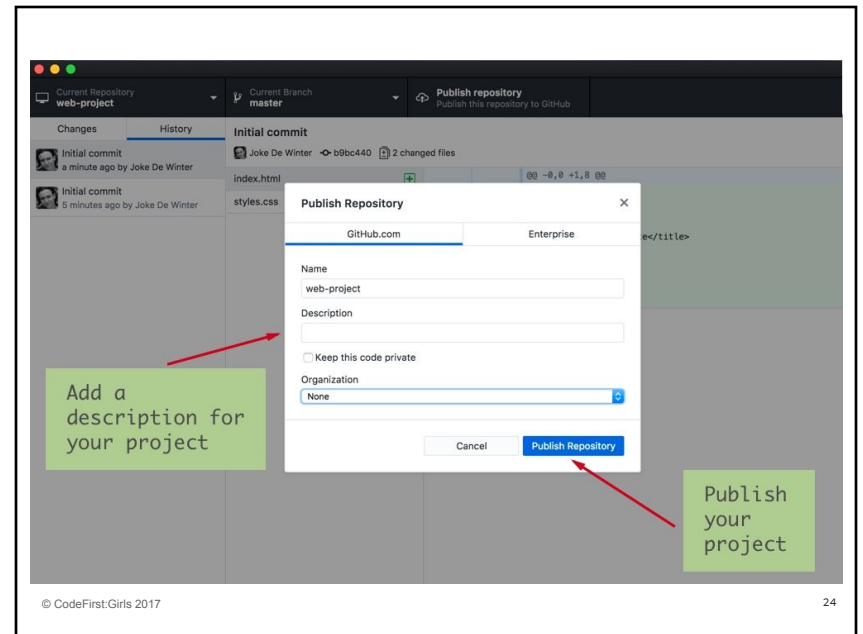 Current Repository
web-project
Current Branch
master
Publish repository
Publish this repository to GitHub
Changes
History
Initial commit
a minute ago by Joke De Winter
Initial commit
5 minutes ago by Joke De Winter
Initial commit
Joke De Winter b9bc440 2 changed files
index.html
styles.css
@@ -0,0 +1,8 @@
e</title>
Publish Repository
GitHub.com
Enterprise
Name
web-project
Description
Keep this code private
Organization
None
Cancel
Publish Repository
Add a
description for
your project
Publish
your
project
© CodeFirst:Girls 2017
24